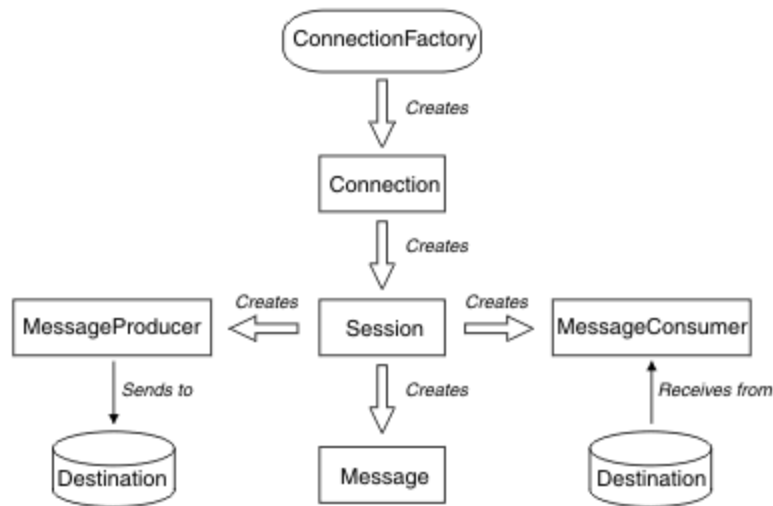 ConnectionFactory
Creates
Connection
Creates
Creates
Creates
MessageProducer
Session
MessageConsumer
Sends to
Creates
Receives from
Destination
Message
Destination